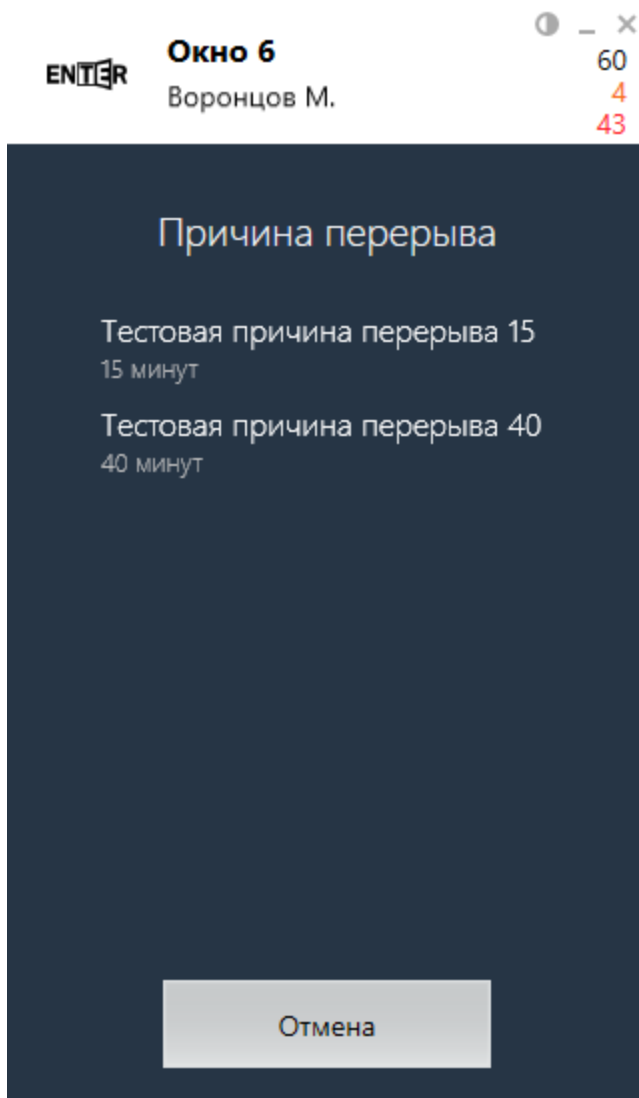 ENTER
Окно 6
Воронцов М.
60
4
43
Причина перерыва
Тестовая причина перерыва 15
15 минут
Тестовая причина перерыва 40
40 минут
Отмена